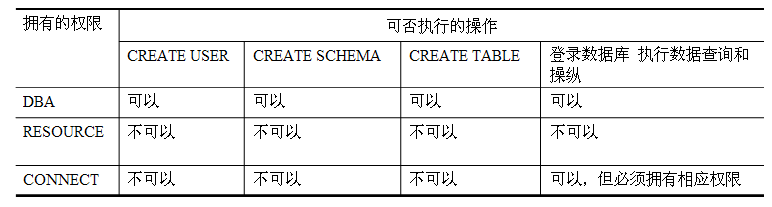 拥有的权限 可否执行的操作
CREATE USER CREATE SCHEMA CREATE TABLE 登录数据库 执行数据查询和
操纵
DBA 可以 可以 可以 可以
RESOURCE 不可以 不可以 不可以 不可以
CONNECT 不可以 不可以 不可以 可以，但必须拥有相应权限